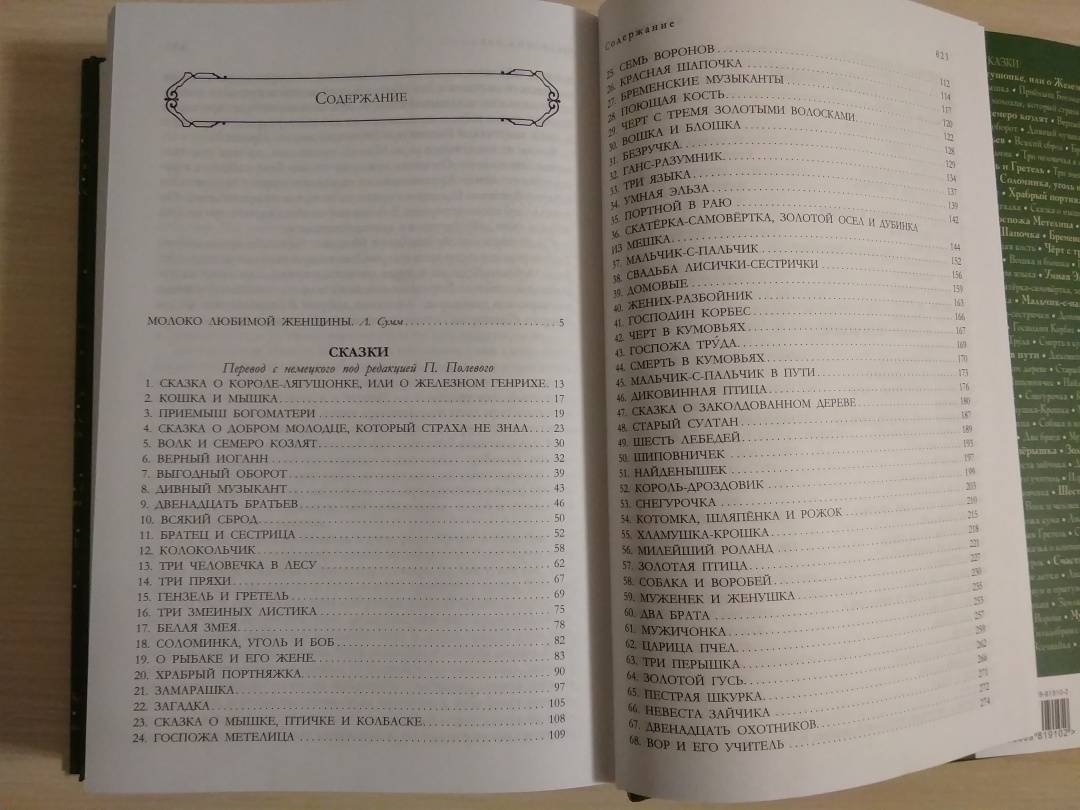 Содержание
МОЛОКО ЛЮБИМОЙ ЖЕНЩИНЫ. Л. Сумм 5
СКАЗКИ
Перевод с немецкого под редакцией П. Полевого
1. СКАЗКА О КОРОЛЕ-ЛЯГУШОНКЕ, ИЛИ О ЖЕЛЕЗНОМ ГЕНРИХЕ. 13
2. КОШКА И МЫШКА 17
3. ПРИЕМЫШ БОГОМАТЕРИ 19
4. СКАЗКА О ДОБРОМ МОЛОДЦЕ, КОТОРЫЙ СТРАХА НЕ ЗНАЛ 23
5. ВОЛК И СЕМЕРО КОЗЛЯТ 30
6. ВЕРНЫЙ ИОГАНН 32
7. ВЫГОДНЫЙ ОБОРОТ 39
8. ДИВНЫЙ МУЗЫКАНТ 43
9. ДВЕНАДЦАТЬ БРАТЬЕВ 46
10. ВСЯКИЙ СБРОД 50
11. БРАТЕЦ И СЕСТРИЦА 52
12. КОЛОКОЛЬЧИК 58
13. ТРИ ЧЕЛОВЕЧКА В ЛЕСУ 62
14. ТРИ ПРЯХИ 67
15. ГЕНЗЕЛЬ И ГРЕТЕЛЬ 69
16. ТРИ ЗМЕИНЫХ ЛИСТИКА 75
17. БЕЛАЯ ЗМЕЯ 78
18. СОЛОМИНКА, УГОЛЬ И БОБ 82
19. О РЫБАКЕ И ЕГО ЖЕНЕ 83
20. ХРАБРЫЙ ПОРТНЯЖКА 90
21. ЗАМАРАШКА 97
22. ЗАГАДКА 105
23. СКАЗКА О МЫШКЕ, ПТИЧКЕ И КОЛБАСКЕ 108
24. ГОСПОЖА МЕТЕЛИЦА 109
Содержание 621
25. СЕМЬ ВОРОНОВ 112
26. КРАСНАЯ ШАПОЧКА 114
27. БРЕМЕНСКИЕ МУЗЫКАНТЫ 117
28. ПОЮЩАЯ КОСТЬ 120
29. ЧЕРТ С ТРЕМЯ ЗОЛОТЫМИ ВОЛОСКАМИ 122
30. ВОШКА И БЛОШКА 128
31. БЕЗРУЧКА 129
32. ГАНС-РАЗУМНИК 134
33. ТРИ ЯЗЫКА 137
34. УМНАЯ ЭЛЬЗА 139
35. ПОРТНОЙ В РАЮ 142
36. СКАТЁРКА-САМОВЁРТКА, ЗОЛОТОЙ ОСЕЛ И ДУБИНКА
ИЗ МЕШКА 144
37. МАЛЬЧИК-С-ПАЛЬЧИК 152
38. СВАДЬБА ЛИСИЧКИ-СЕСТРИЧКИ 156
39. ДОМОВЫЕ 159
40. ЖЕНИХ-РАЗБОЙНИК 163
41. ГОСПОДИН КОРБЕС 166
42. ЧЕРТ В КУМОВЬЯХ 167
43. ГОСПОЖА ТРУ́ДА 169
44. СМЕРТЬ В КУМОВЬЯХ 170
45. МАЛЬЧИК-С-ПАЛЬЧИК В ПУТИ 173
46. ДИКОВИННАЯ ПТИЦА 176
47. СКАЗКА О ЗАКОЛДОВАННОМ ДЕРЕВЕ 180
48. СТАРЫЙ СУЛТАН 187
49. ШЕСТЬ ЛЕБЕДЕЙ 189
50. ШИПОВНИЧЕК 193
51. НАЙДЕНЫШЕК 197
52. КОРОЛЬ-ДРОЗДОВИК 199
53. СНЕГУРОЧКА 203
54. КОТОМКА, ШЛЯПЁНКА И РОЖОК 210
55. ХЛАМУШКА-КРОШКА 215
56. МИЛЕЙШИЙ РОЛАНД 218
57. ЗОЛОТАЯ ПТИЦА 221
58. СОБАКА И ВОРОБЕЙ 227
59. МУЖЕНЕК И ЖЕНУШКА 230
60. ДВА БРАТА 235
61. МУЖИЧОНКА 253
62. ЦАРИЦА ПЧЕЛ 257
63. ТРИ ПЕРЫШКА 259
64. ЗОЛОТОЙ ГУСЬ 262
65. ПЕСТРАЯ ШКУРКА 266
66. НЕВЕСТА ЗАЙЧИКА 271
67. ДВЕНАДЦАТЬ ОХОТНИКОВ 272
68. ВОР И ЕГО УЧИТЕЛЬ 274